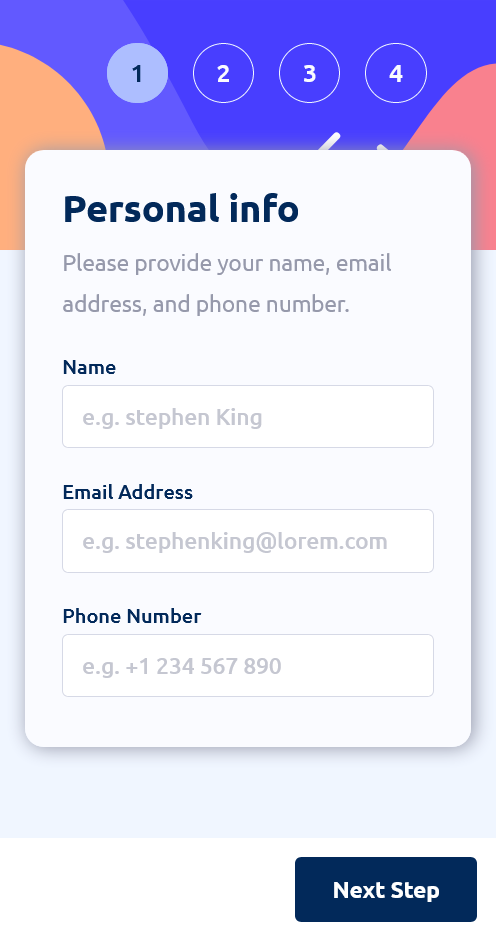 1 2 3 4
Personal info
Please provide your name, email
address, and phone number.
Name
e.g. stephen King
Email Address
e.g. stephenking@lorem.com
Phone Number
e.g. +1 234 567 890
Next Step